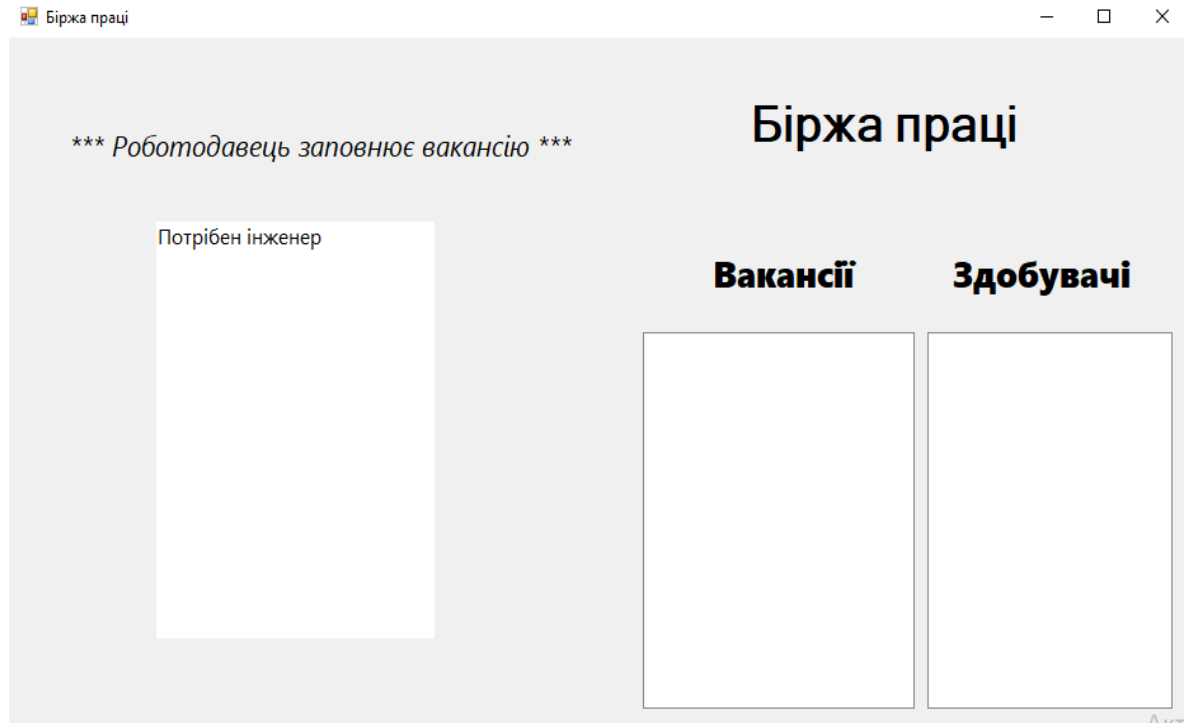 Біржа праці
*** Роботодавець заповнює вакансію ***
Потрібен інженер
Біржа праці
Вакансії
Здобувачі